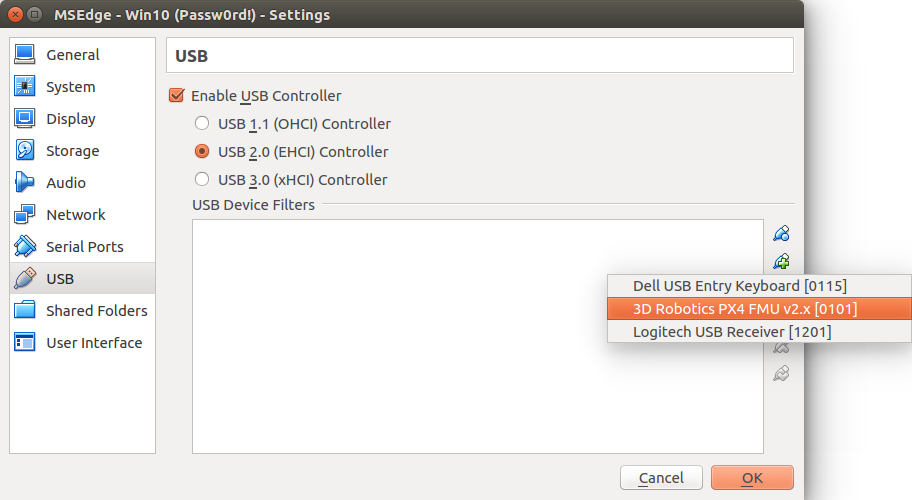 MSEdge - Win10 (Passw0rd!) - Settings
General
System
Display
Storage
Audio
Network
Serial Ports
USB
Shared Folders
User Interface
USB
Enable USB Controller
USB 1.1 (OHCI) Controller
USB 2.0 (EHCI) Controller
USB 3.0 (xHCI) Controller
USB Device Filters
Dell USB Entry Keyboard [0115]
3D Robotics PX4 FMU v2.x [0101]
Logitech USB Receiver [1201]
Cancel
OK